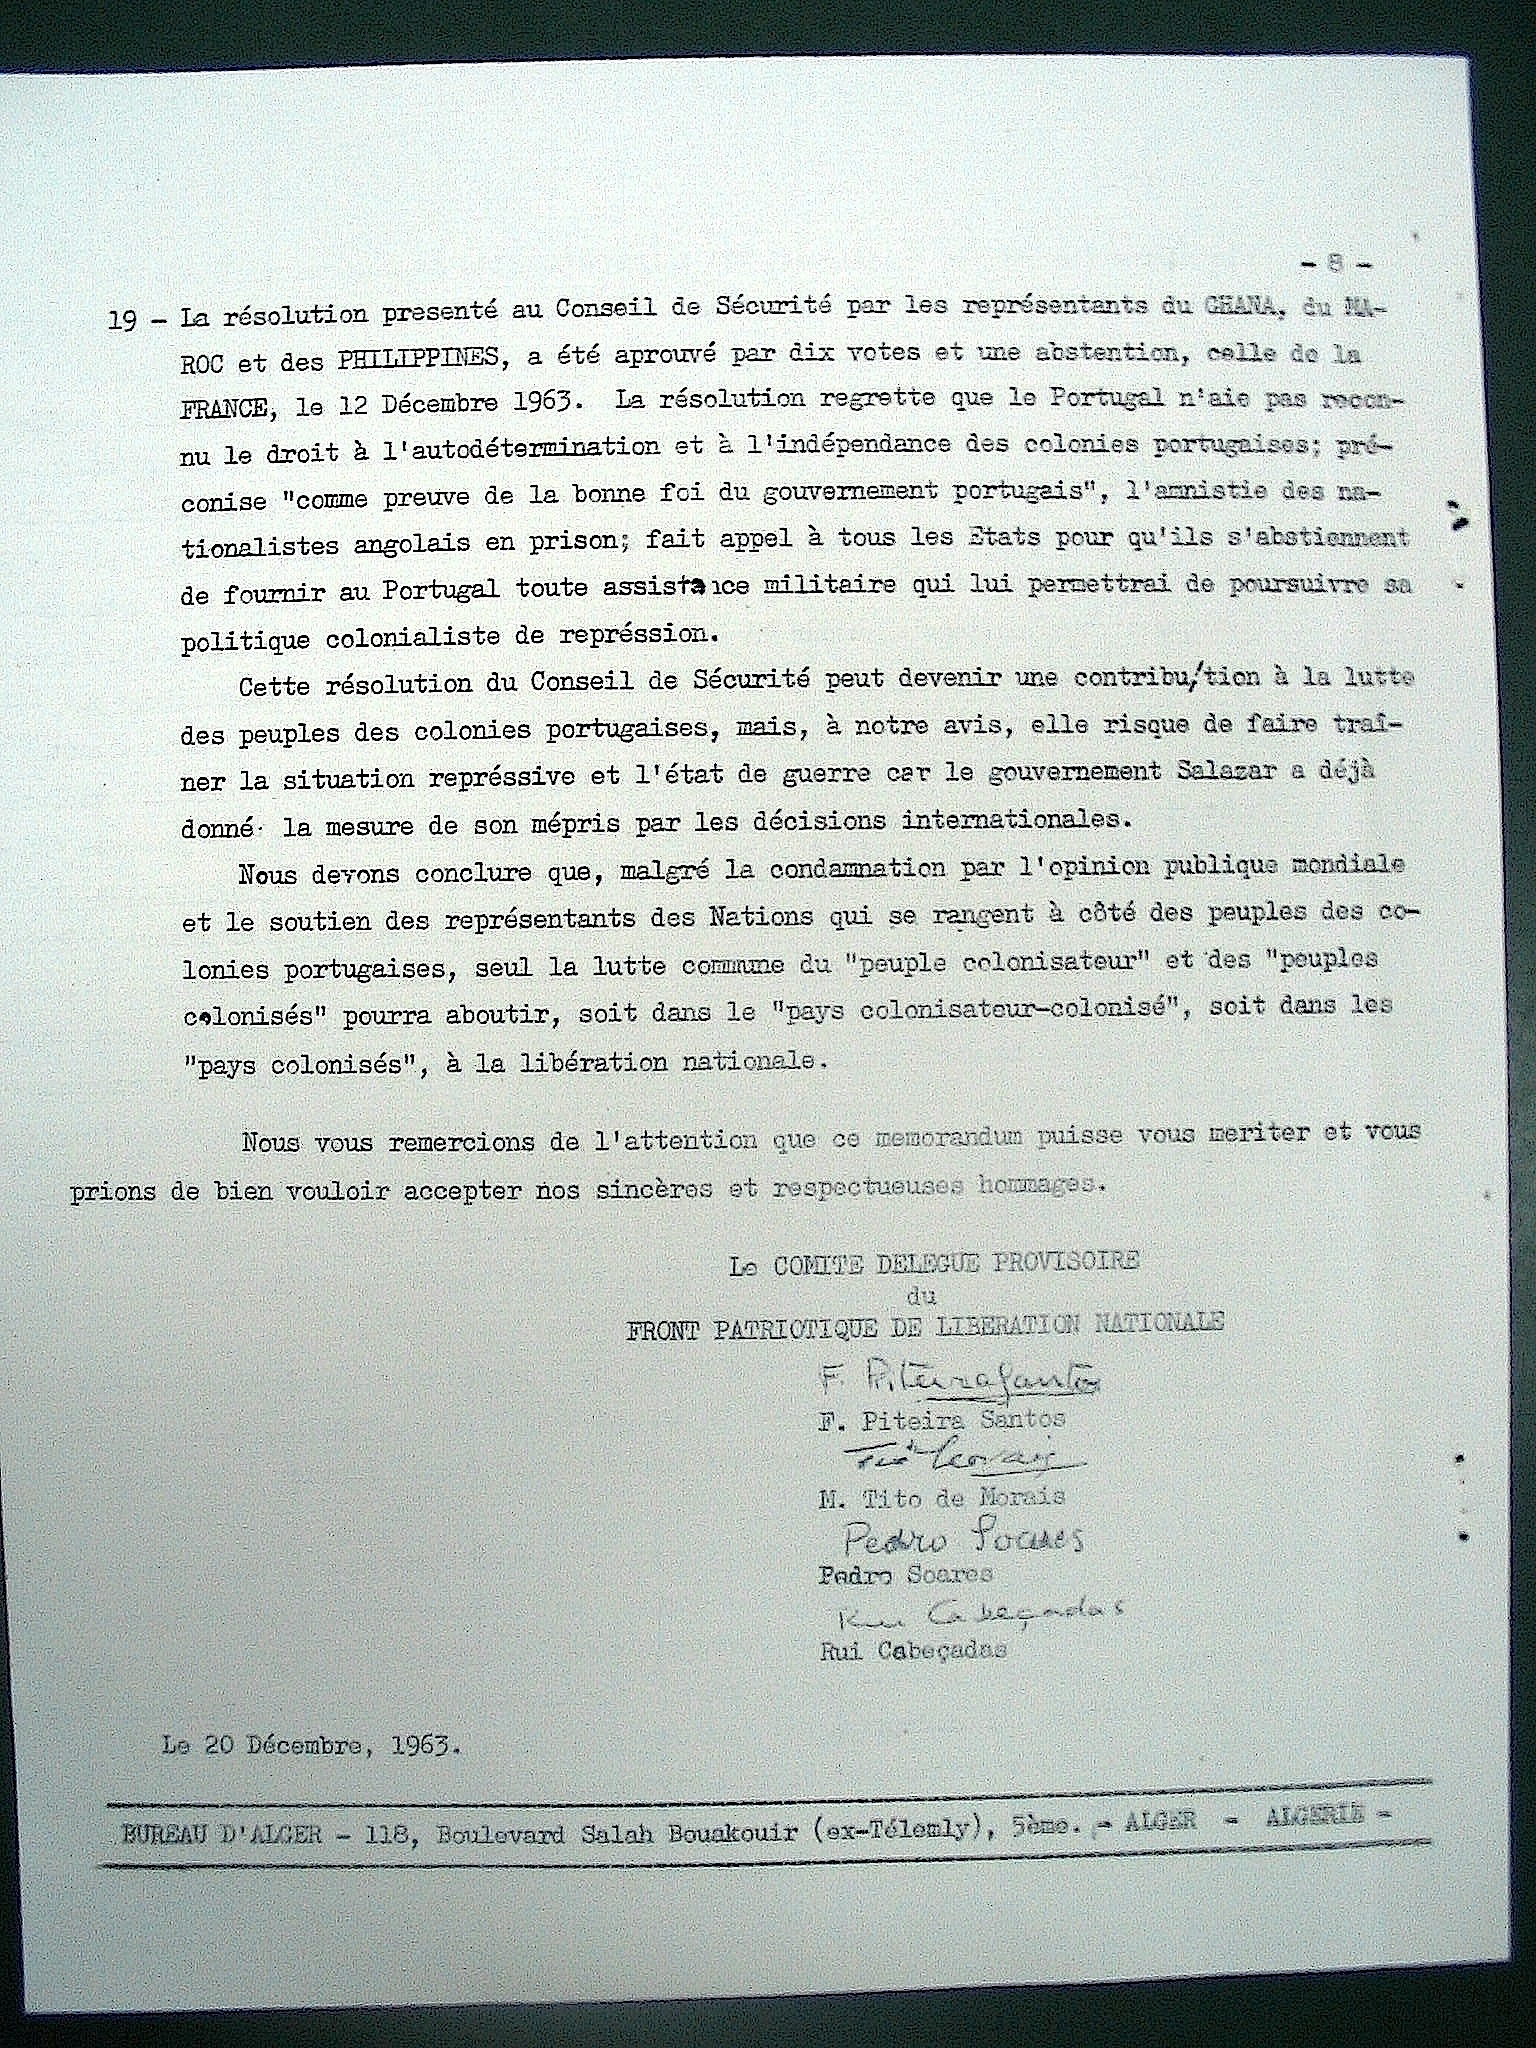 - 8 -
19 - La résolution presenté au Conseil de Sécurité par les représentants du GHANA, du MA-
ROC et des PHILIPPINES, a été aprouvé par dix votes et une abstention, celle de la
FRANCE, le 12 Décembre 1963. La résolution regrette que le Portugal n'aie pas recon-
nu le droit à l'autodétermination et à l'indépendance des colonies portugaises; pré-
conise "comme preuve de la bonne foi du gouvernement portugais", l'amnistie des na-
tionalistes angolais en prison; fait appel à tous les Etats pour qu'ils s'abstiennent
de fournir au Portugal toute assistance militaire qui lui permettrai de poursuivre sa
politique colonialiste de represséion.
Cette résolution du Conseil de Sécurité peut devenir une contribu/tion à la lutte
des peuples des colonies portugaises, mais, à notre avis, elle risque de faire traî-
ner la situation représsive et l'état de guerre car le gouvernement Salazar a déjà
donné la mesure de son mépris par les décisions internationales.
Nous devons conclure que, malgré la condamnation par l'opinion publique mondiale
et le soutien des représentants des Nations qui se rangent à côté des peuples des co-
lonies portugaises, seul la lutte commune du "peuple colonisateur" et des "peuples
colonisés" pourra aboutir, soit dans le "pays colonisateur-colonisé", soit dans les
"pays colonisés", à la libération nationale.
Nous vous remercions de l'attention que ce memorandum puisse vous meriter et vous
prions de bien vouloir accepter nos sincères et respectueuses hommages.
Le COMITE DELEGUE PROVISOIRE
du
FRONT PATRIOTIQUE DE LIBERATION NATIONALE
F. Piteira Santos
F. Piteira Santos
Tito de Morais
M. Tito de Morais
Pedro Soares
Pedro Soares
Rui Cabeçadas
Rui Cabeçadas
Le 20 Décembre, 1963.
BUREAU D'ALGER - 118, Boulevard Salah Bouakouir (ex-Télemly), 5ème. - ALGER - ALGERIE -